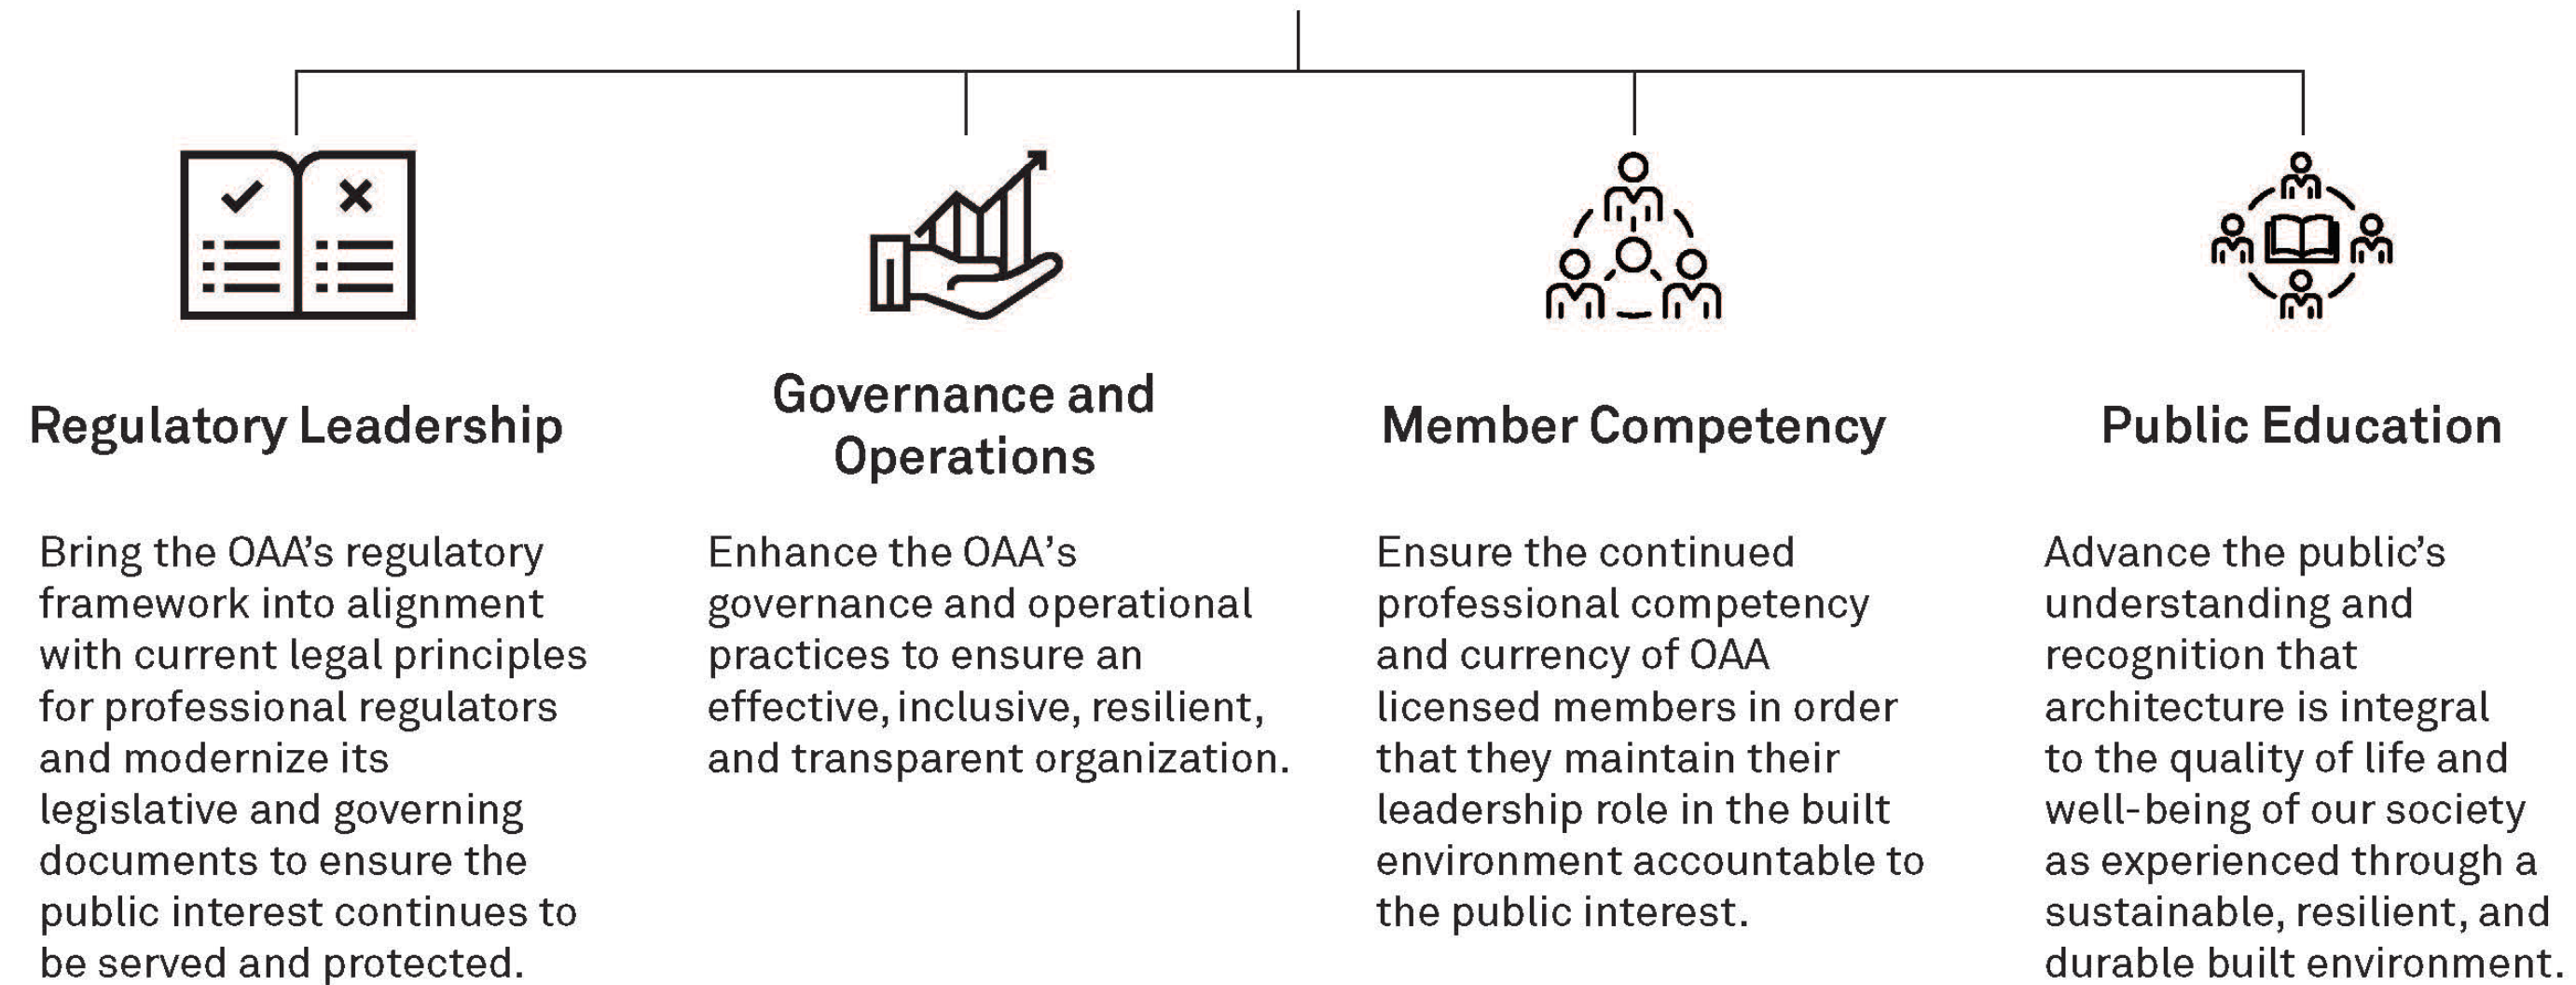 Regulatory Leadership
Bring the OAA's regulatory
framework into alignment
with current legal principles
for professional regulators
and modernize its
legislative and governing
documents to ensure the
public interest continues to
be served and protected.
Governance and
Operations
Enhance the OAA's
governance and operational
practices to ensure an
effective, inclusive, resilient,
and transparent organization.
Member Competency
Ensure the continued
professional competency
and currency of OAA
licensed members in order
that they maintain their
leadership role in the built
environment accountable to
the public interest.
Public Education
Advance the public's
understanding and
recognition that
architecture is integral
to the quality of life and
well-being of our society
as experienced through a
sustainable, resilient, and
durable built environment.